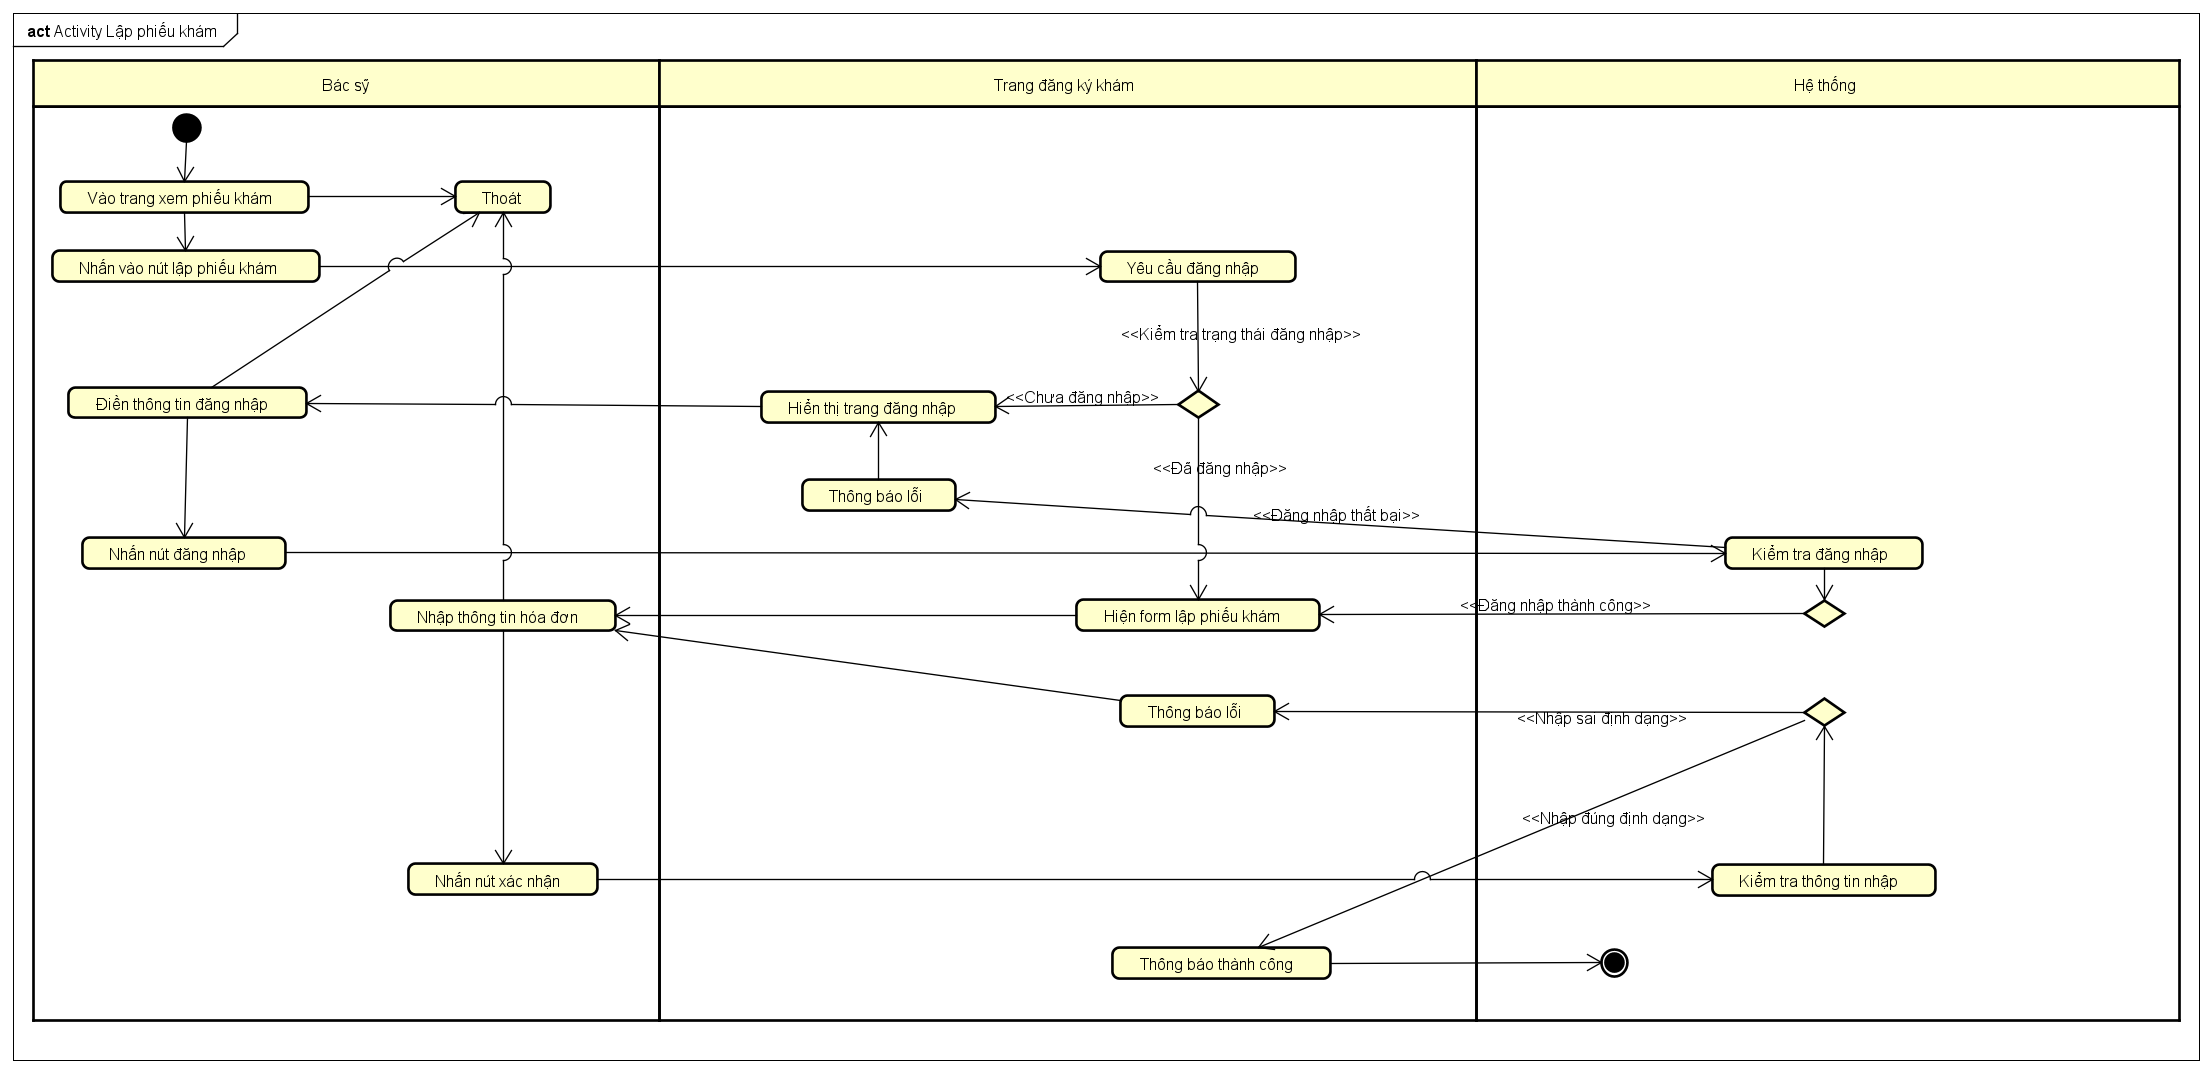 act Activity Lập phiếu khám
Bác sỹ
Trang đăng ký khám
Hệ thống
Vào trang xem phiếu khám
Thoát
Nhấn vào nút lập phiếu khám
Yêu cầu đăng nhập
<<Kiểm tra trạng thái đăng nhập>>
Điền thông tin đăng nhập
Hiển thị trang đăng nhập
<<Chưa đăng nhập>>
<<Đã đăng nhập>>
Thông báo lỗi
<<Đăng nhập thất bại>>
Nhấn nút đăng nhập
Kiểm tra đăng nhập
<<Đăng nhập thành công>>
Nhập thông tin hóa đơn
Hiện form lập phiếu khám
Thông báo lỗi
<<Nhập sai định dạng>>
<<Nhập đúng định dạng>>
Nhấn nút xác nhận
Kiểm tra thông tin nhập
Thông báo thành công